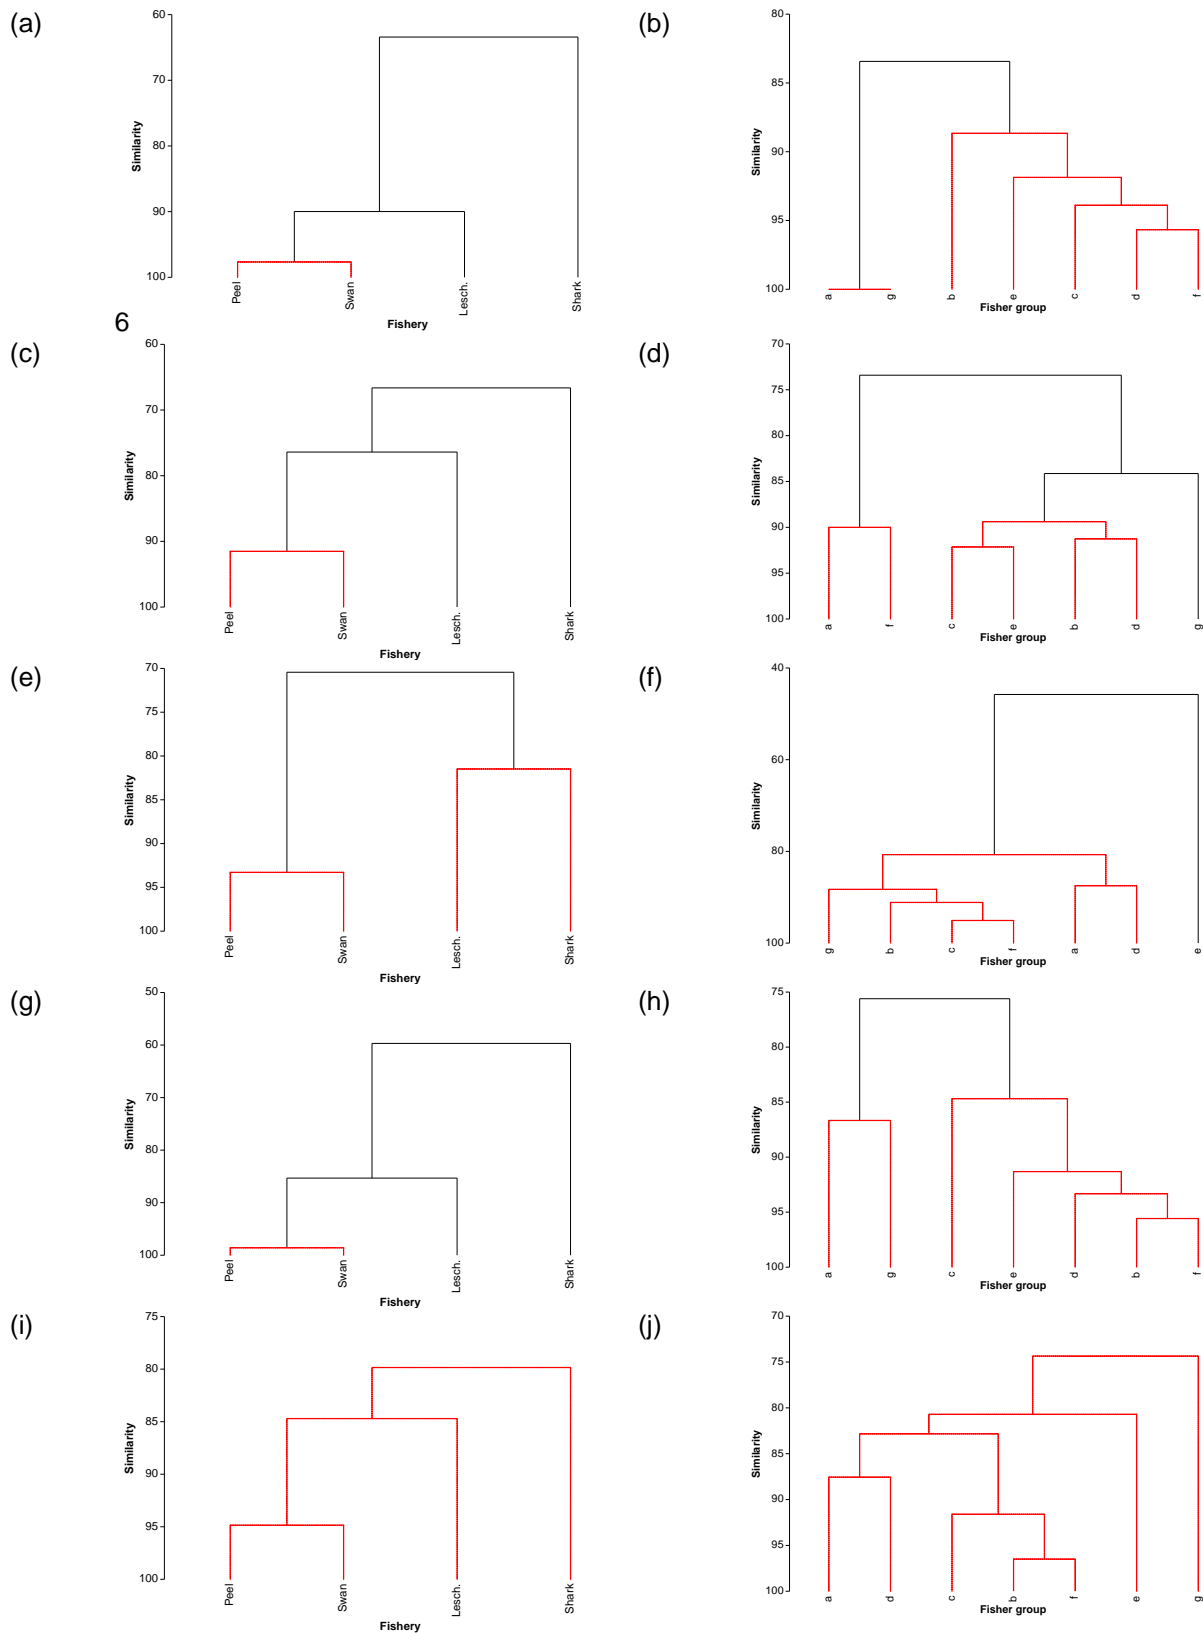 (a)
60
70
80
90
100
Similarity
Peel
Swan
Lesch.
Shark
Fishery
(b)
80
85
90
95
100
Similarity
a
g
b
e
c
d
f
Fisher group
6
(c)
60
70
80
90
100
Similarity
Peel
Swan
Lesch.
Shark
Fishery
(d)
70
75
80
85
90
95
100
Similarity
a
f
c
e
b
d
g
Fisher group
(e)
70
75
80
85
90
95
100
Similarity
Peel
Swan
Lesch.
Shark
Fishery
(f)
40
60
80
100
Similarity
g
b
c
f
a
d
e
Fisher group
(g)
50
60
70
80
90
100
Similarity
Peel
Swan
Lesch.
Shark
Fishery
(h)
75
80
85
90
95
100
Similarity
a
g
c
e
d
b
f
Fisher group
(i)
75
80
85
90
95
100
Similarity
Peel
Swan
Lesch.
Shark
Fishery
(j)
70
75
80
85
90
95
100
Similarity
a
d
c
b
f
e
g
Fisher group